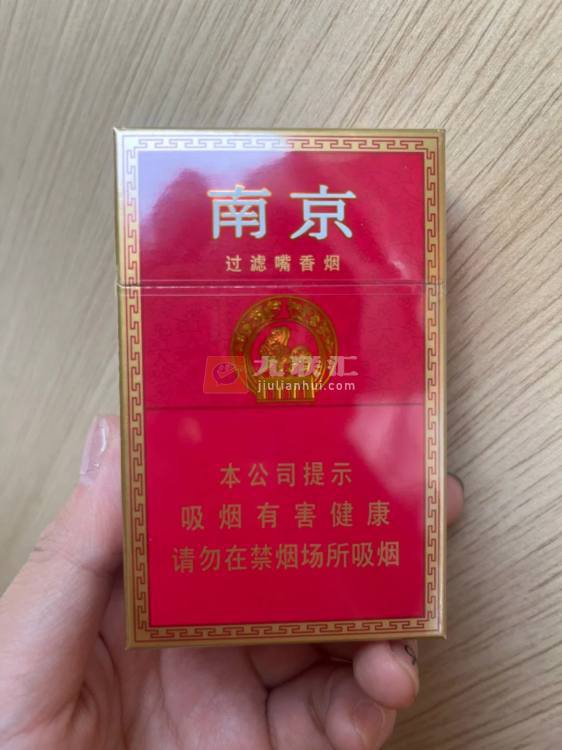 南京
过滤嘴香烟
九联汇
jiulianhui.com
本公司提示
吸烟有害健康
请勿在禁烟场所吸烟